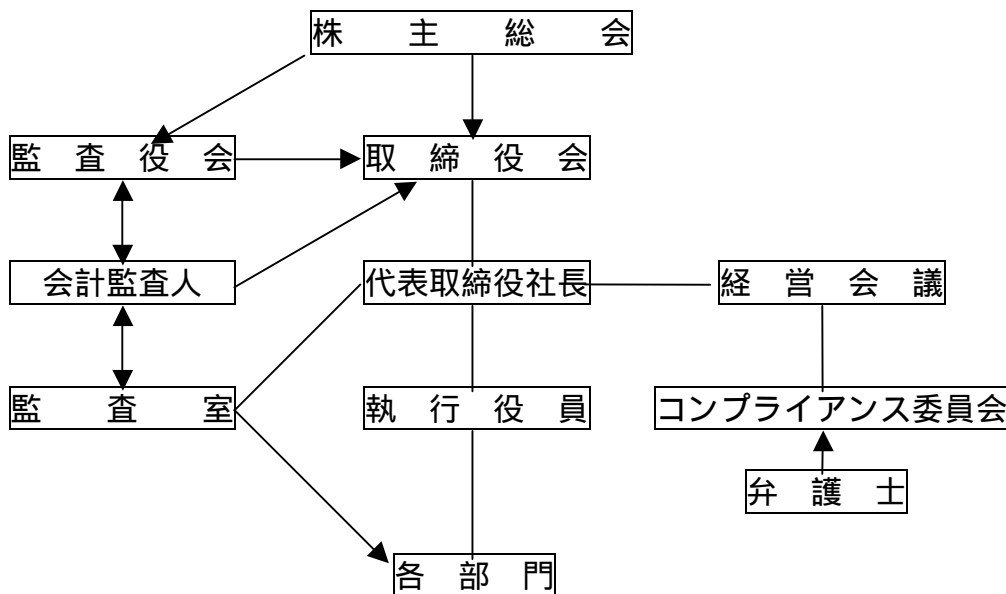 株主総会
監査役会
取締役会
会計監査人
代表取締役社長
経営会議
監査室
執行役員
コンプライアンス委員会
弁護士
各部門